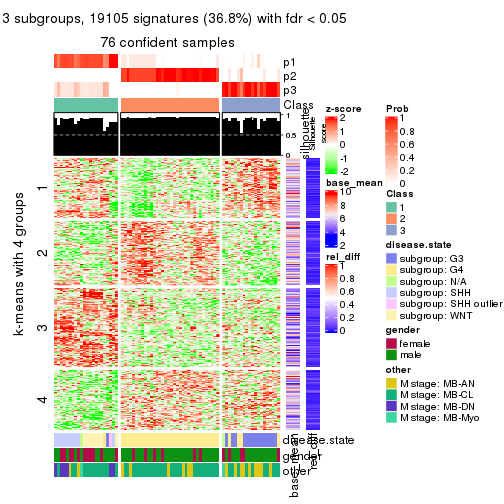 3 subgroups, 19105 signatures (36.8%) with fdr < 0.05
76 confident samples
p1
p2
p3
Class
1
0.5
0
silhouette
score
silhouettes
k-means with 4 groups
1
2
3
4
disease.state
gender
other
base_mean
rel_diff
z-score
2
1
0
-1
-2
base_mean
10
8
6
4
2
rel_diff
1
0.8
0.6
0.4
0.2
0
Prob
1
0.8
0.6
0.4
0.2
0
Class
1
2
3
disease.state
subgroup: G3
subgroup: G4
subgroup: N/A
subgroup: SHH
subgroup: SHH outlier
subgroup: WNT
gender
female
male
other
M stage: MB-AN
M stage: MB-CL
M stage: MB-DN
M stage: MB-Myo